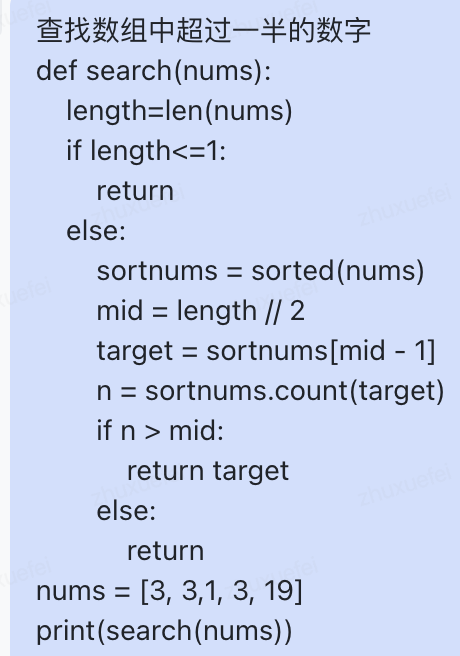 查找数组中超过一半的数字
def search(nums):
    length=len(nums)
    if length<=1:
        return
    else:
        sortnums = sorted(nums)
        mid = length // 2
        target = sortnums[mid - 1]
        n = sortnums.count(target)
        if n > mid:
            return target
        else:
            return
nums = [3, 3,1, 3, 19]
print(search(nums))
zhuxuefei